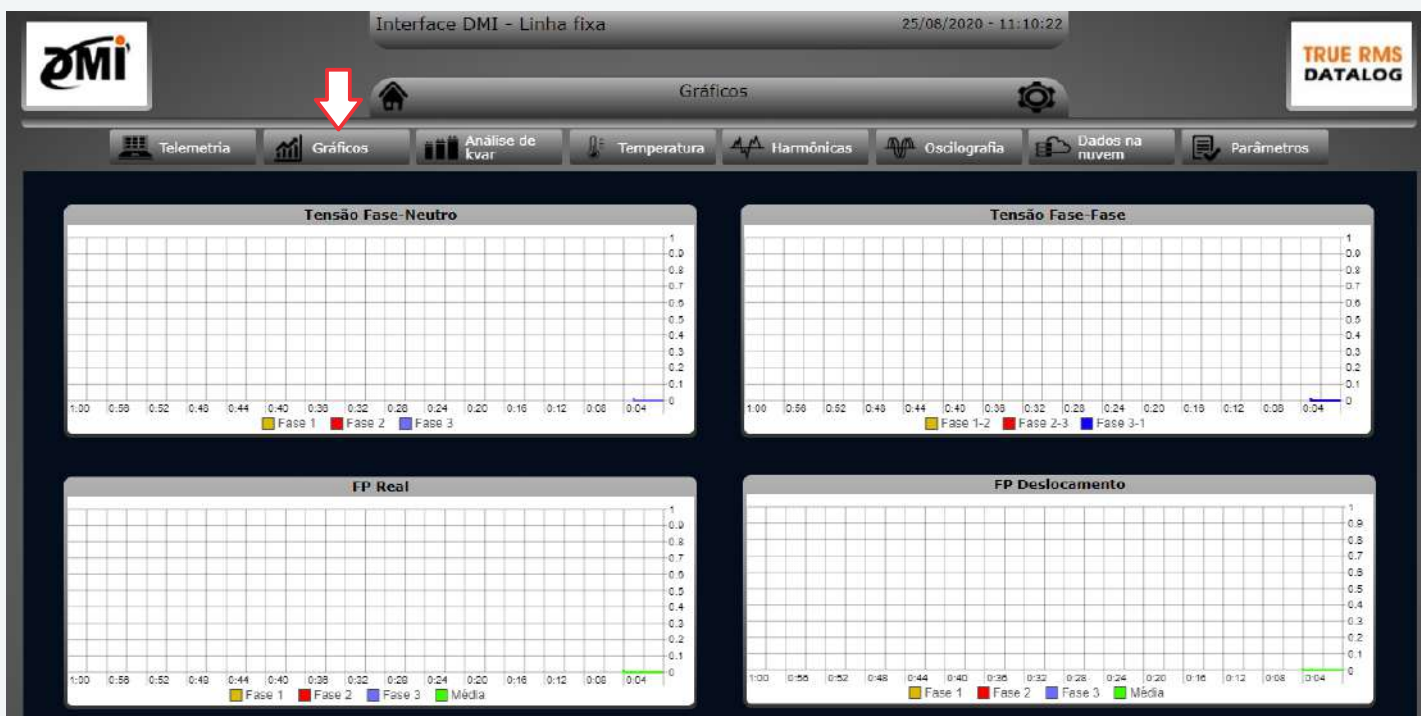 Interface DMI - Linha fixa
25/08/2020 - 11:10:22
DMI
TRUE RMS
DATALOG
Gráficos
Telemetria
Gráficos
Análise de
kvar
Temperatura
Harmônicas
Oscilografia
Dados na
nuvem
Parâmetros
Tensão Fase-Neutro
1
0.9
0.8
0.7
0.6
0.5
0.4
0.3
0.2
0.1
0
1:00 0:56 0:52 0:48 0:44 0:40 0:36 0:32 0:28 0:24 0:20 0:16 0:12 0:08 0:04
Fase 1 Fase 2 Fase 3
Tensão Fase-Fase
1
0.9
0.8
0.7
0.6
0.5
0.4
0.3
0.2
0.1
0
1:00 0:56 0:52 0:48 0:44 0:40 0:36 0:32 0:28 0:24 0:20 0:16 0:12 0:08 0:04
Fase 1-2 Fase 2-3 Fase 3-1
FP Real
1
0.9
0.8
0.7
0.6
0.5
0.4
0.3
0.2
0.1
0
1:00 0:56 0:52 0:48 0:44 0:40 0:36 0:32 0:28 0:24 0:20 0:16 0:12 0:08 0:04
Fase 1 Fase 2 Fase 3 Média
FP Deslocamento
1
0.9
0.8
0.7
0.6
0.5
0.4
0.3
0.2
0.1
0
1:00 0:56 0:52 0:48 0:44 0:40 0:36 0:32 0:28 0:24 0:20 0:16 0:12 0:08 0:04
Fase 1 Fase 2 Fase 3 Média